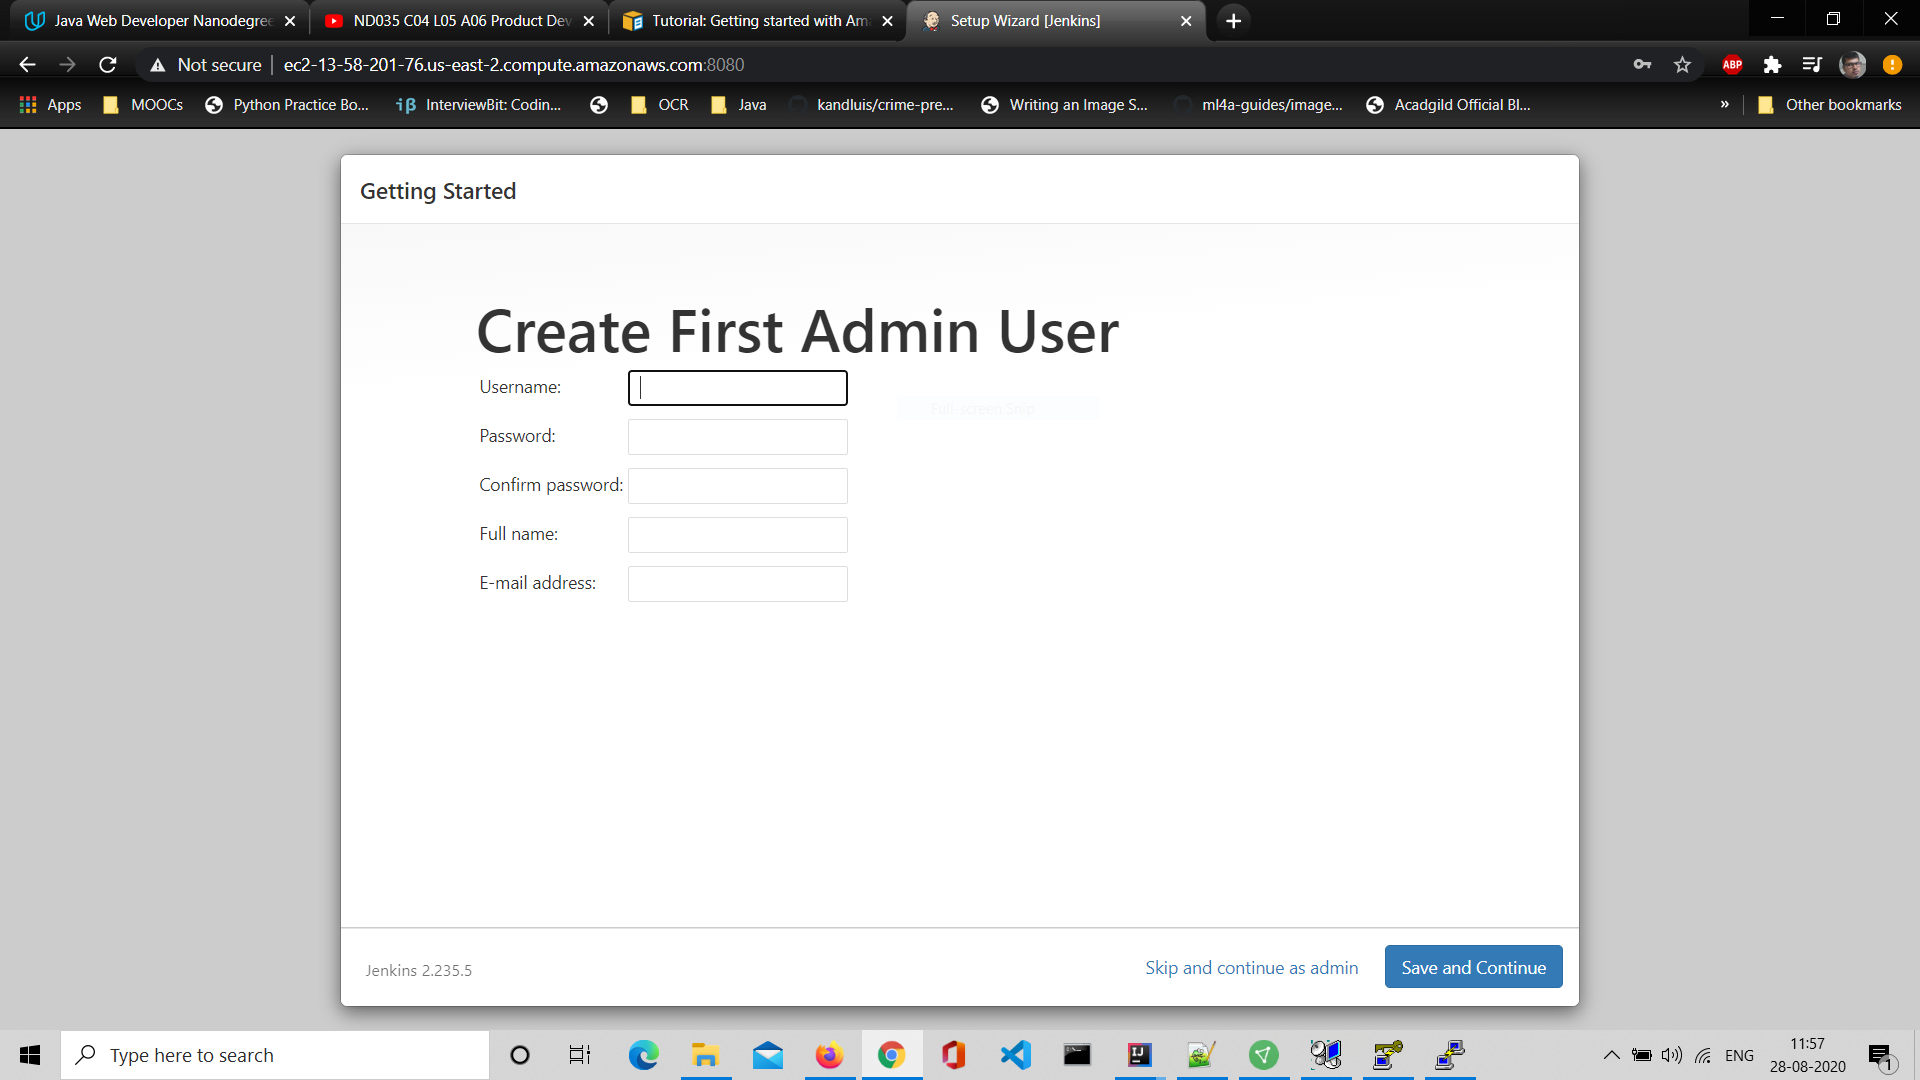 Java Web Developer Nanodegree
ND035 C04 L05 A06 Product Dev
Tutorial: Getting started with Am
Setup Wizard [Jenkins]
Not secure
ec2-13-58-201-76.us-east-2.compute.amazonaws.com:8080
ABP
Apps
MOOCs
Python Practice Bo...
iβ
InterviewBit: Codin...
OCR
Java
kandluis/crime-pre...
Writing an Image S...
ml4a-guides/image...
Acadgild Official Bl...
»
Other bookmarks
Getting Started
Create First Admin User
Username:
Full-screen Snip
Password:
Confirm password:
Full name:
E-mail address:
Jenkins 2.235.5
Skip and continue as admin
Save and Continue
Type here to search
IJ
ENG
11:57
28-08-2020
1